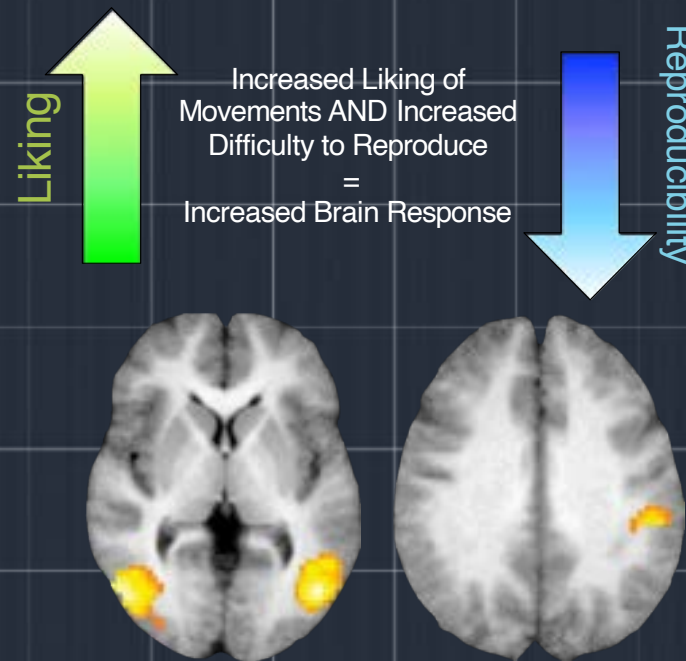 Liking
Increased Liking of
Movements AND Increased
Difficulty to Reproduce
=
Increased Brain Response
Reproducibility